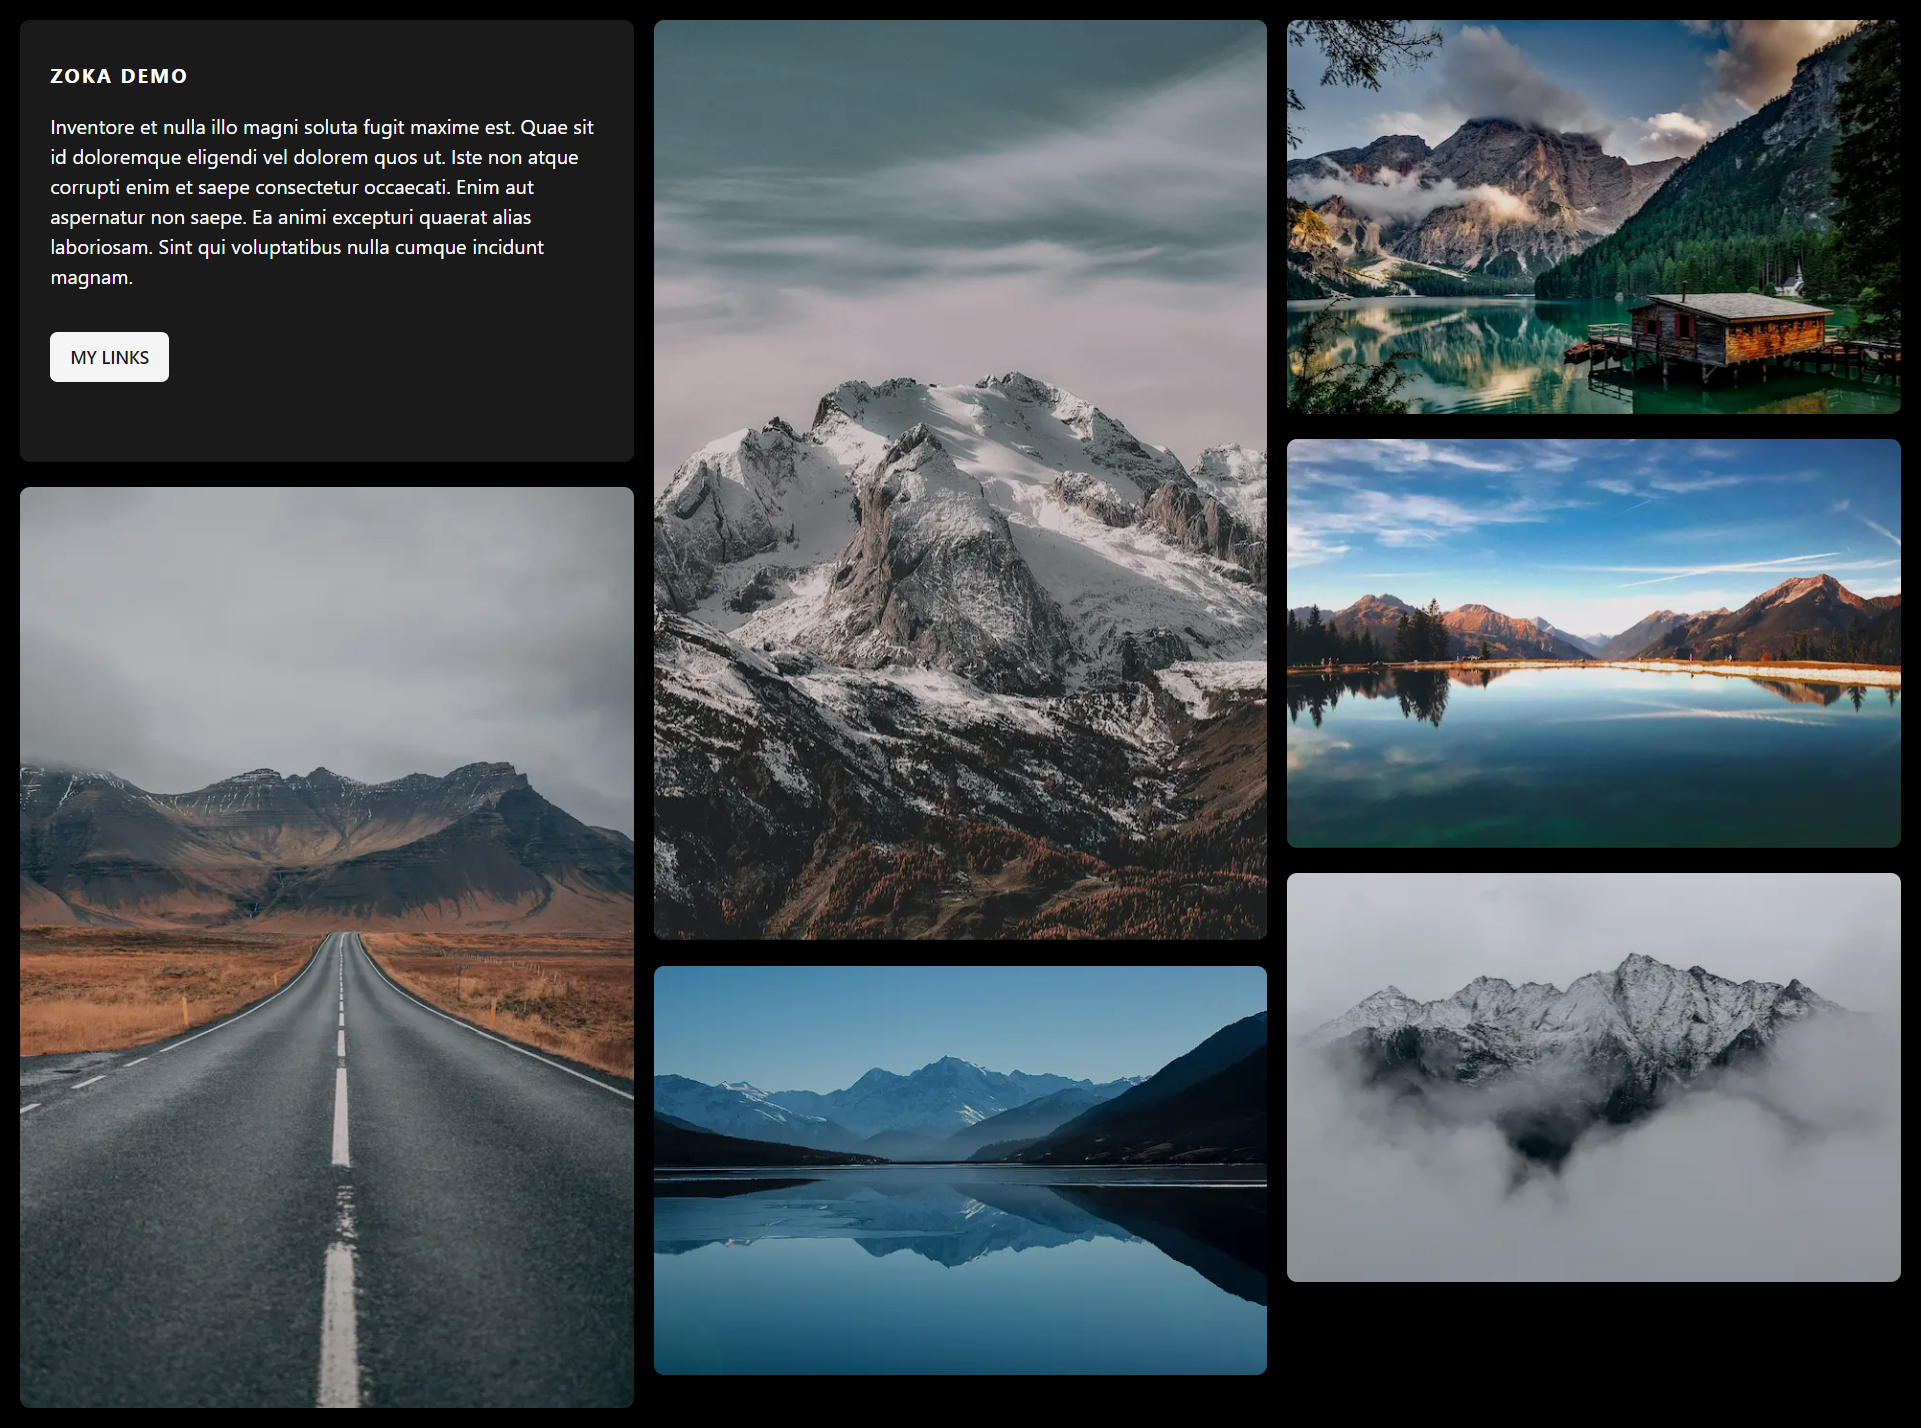 ZOKA DEMO
Inventore et nulla illo magni soluta fugit maxime est. Quae sit
id doloremque eligendi vel dolorem quos ut. Iste non atque
corrupti enim et saepe consectetur occaecati. Enim aut
aspernatur non saepe. Ea animi excepturi quaerat alias
laboriosam. Sint qui voluptatibus nulla cumque incidunt
magnam.
MY LINKS